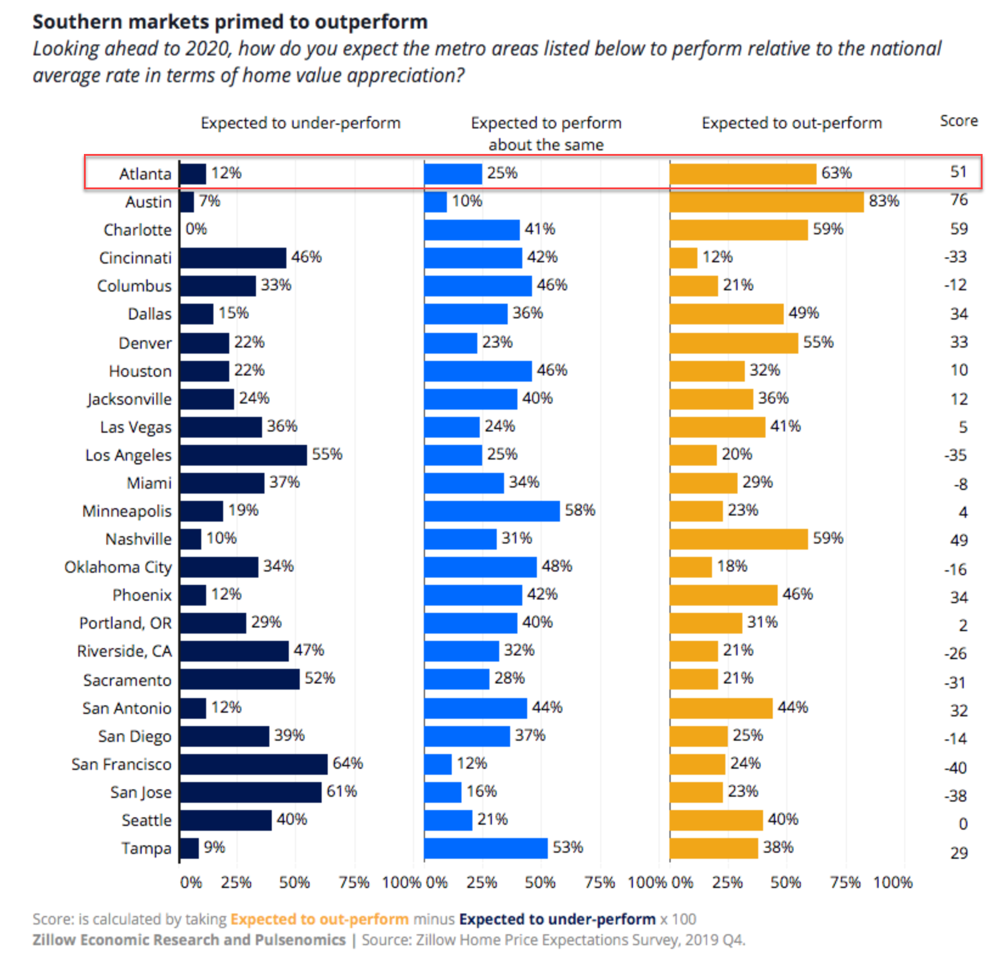 Southern markets primed to outperform
Looking ahead to 2020, how do you expect the metro areas listed below to perform relative to the national
average rate in terms of home value appreciation?
Expected to under-perform Expected to perform about the same Expected to out-perform Score
Atlanta 12% 25% 63% 51
Austin 7% 10% 83% 76
Charlotte 0% 41% 59% 59
Cincinnati 46% 42% 12% -33
Columbus 33% 46% 21% -12
Dallas 15% 36% 49% 34
Denver 22% 23% 55% 33
Houston 22% 46% 32% 10
Jacksonville 24% 40% 36% 12
Las Vegas 36% 24% 41% 5
Los Angeles 55% 25% 20% -35
Miami 37% 34% 29% -8
Minneapolis 19% 58% 23% 4
Nashville 10% 31% 59% 49
Oklahoma City 34% 48% 18% -16
Phoenix 12% 42% 46% 34
Portland, OR 29% 40% 31% 2
Riverside, CA 47% 32% 21% -26
Sacramento 52% 28% 21% -31
San Antonio 12% 44% 44% 32
San Diego 39% 37% 25% -14
San Francisco 64% 12% 24% -40
San Jose 61% 16% 23% -38
Seattle 40% 21% 40% 0
Tampa 9% 53% 38% 29
0% 25% 50% 75% 100% 0% 25% 50% 75% 100% 0% 25% 50% 75% 100%
Score: is calculated by taking Expected to out-perform minus Expected to under-perform x 100
Zillow Economic Research and Pulsenomics | Source: Zillow Home Price Expectations Survey, 2019 Q4.